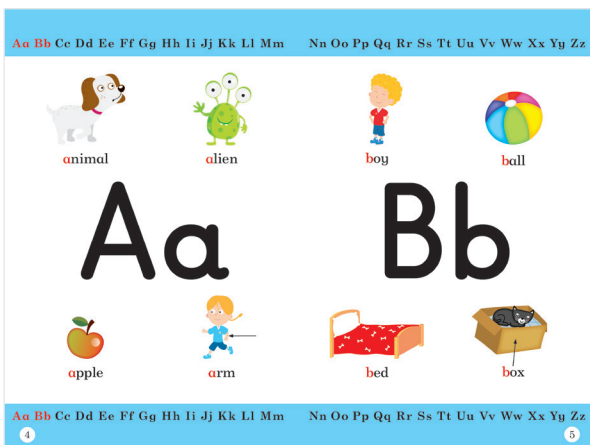 Aa Bb Cc Dd Ee Ff Gg Hh Ii Jj Kk Ll Mm
Nn Oo Pp Qq Rr Ss Tt Uu Vv Ww Xx Yy Zz
animal
alien
boy
ball
Aa
Bb
apple
arm
bed
box
Aa Bb Cc Dd Ee Ff Gg Hh Ii Jj Kk Ll Mm
Nn Oo Pp Qq Rr Ss Tt Uu Vv Ww Xx Yy Zz
4
5